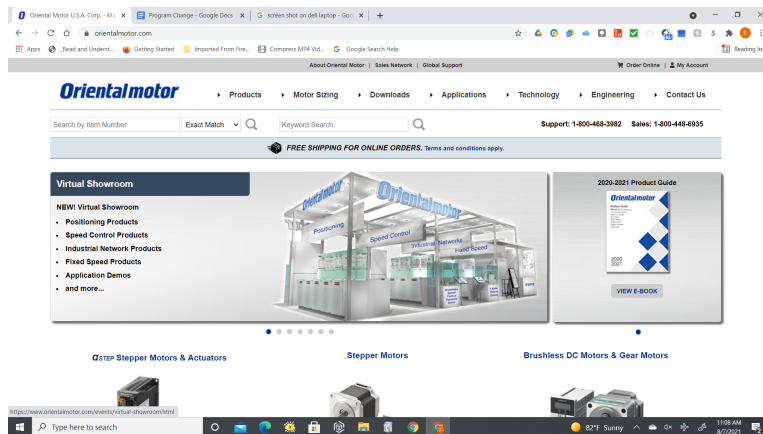 Oriental Motor U.S.A. Corp. - Ma
Program Change - Google Docs
screen shot on dell laptop - Goo
orientalmotor.com
Apps
_Read and Underst...
Getting Started
Imported From Fire...
Compress MP4 Vid...
Google Search Help
Reading lis
About Oriental Motor | Sales Network | Global Support
Order Online | My Account
Orientalmotor
Products
Motor Sizing
Downloads
Applications
Technology
Engineering
Contact Us
Search by Item Number
Exact Match
Keyword Search
Support: 1-800-468-3982 Sales: 1-800-448-6935
FREE SHIPPING FOR ONLINE ORDERS. Terms and conditions apply.
Virtual Showroom
NEW! Virtual Showroom
• Positioning Products
• Speed Control Products
• Industrial Network Products
• Fixed Speed Products
• Application Demos
• and more...
Orientalmotor
Orientalmotor
Positioning
Speed Control
Industrial Networks
Fixed Speed
2020-2021 Product Guide
Orientalmotor
Product Guide
2020
2021
VIEW E-BOOK
αSTEP Stepper Motors & Actuators
Stepper Motors
Brushless DC Motors & Gear Motors
https://www.orientalmotor.com/events/virtual-showroom.html
Type here to search
82°F Sunny
11:08 AM
8/7/2021